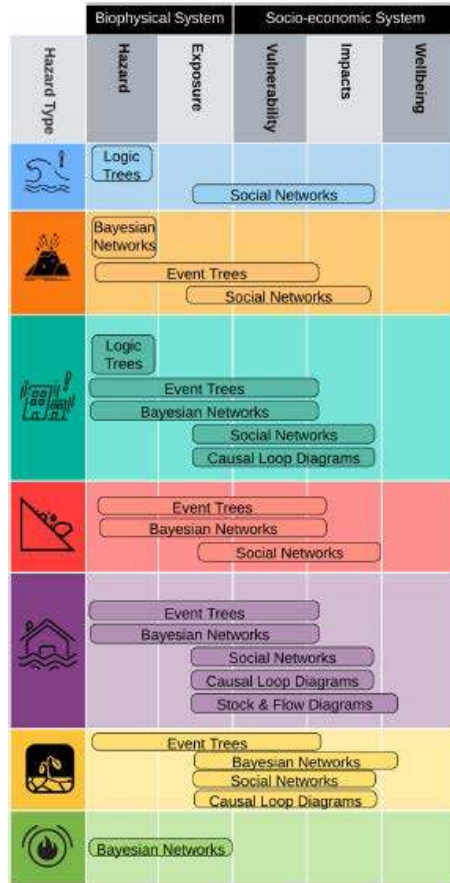 Biophysical System
Socio-economic System
Hazard Type
Hazard
Exposure
Vulnerability
Impacts
Wellbeing
Logic
Trees
Social Networks
Bayesian
Networks
Event Trees
Social Networks
Logic
Trees
Event Trees
Bayesian Networks
Social Networks
Causal Loop Diagrams
Event Trees
Bayesian Networks
Social Networks
Event Trees
Bayesian Networks
Social Networks
Causal Loop Diagrams
Stock & Flow Diagrams
Event Trees
Bayesian Networks
Social Networks
Causal Loop Diagrams
Bayesian Networks